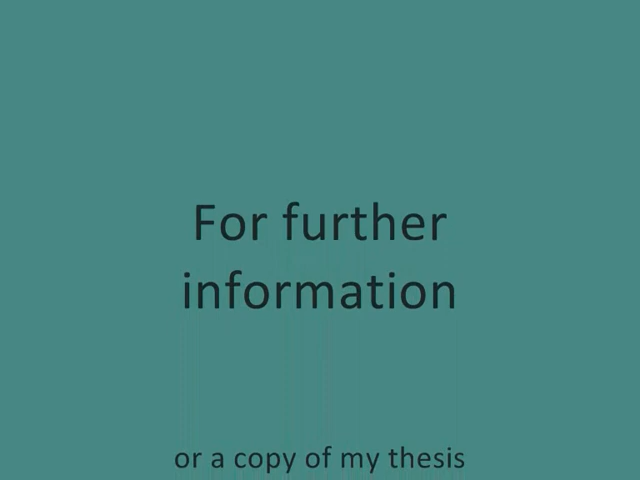 For further
information
or a copy of my thesis